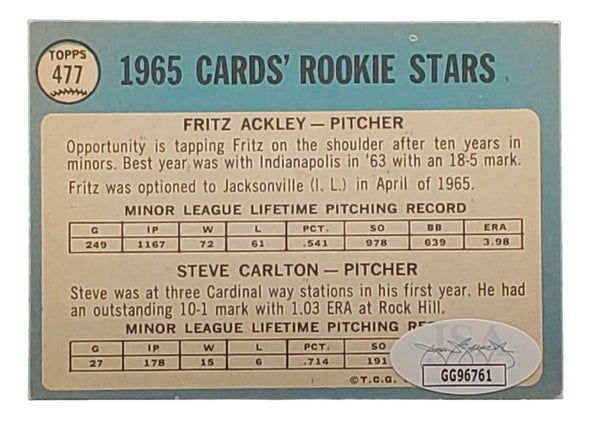 TOPPS
477
1965 CARDS' ROOKIE STARS
FRITZ ACKLEY — PITCHER
Opportunity is tapping Fritz on the shoulder after ten years in
minors. Best year was with Indianapolis in '63 with an 18-5 mark.
Fritz was optioned to Jacksonville (I. L.) in April of 1965.
MINOR LEAGUE LIFETIME PITCHING RECORD
G IP W L PCT. SO BB ERA
249 1167 72 61 .541 978 639 3.98
STEVE CARLTON — PITCHER
Steve was at three Cardinal way stations in his first year. He had
an outstanding 10-1 mark with 1.03 ERA at Rock Hill.
MINOR LEAGUE LIFETIME PITCHING
G IP W L PCT. SO
27 178 15 6 .714 191
JSA
GG96761
©T.C.G.